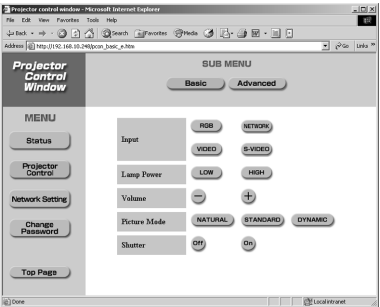 Projector control window - Microsoft Internet Explorer
File Edit View Favorites Tools Help
Back Search Favorites Media
Address http://192.168.10.248/pcon_basic_e.htm Go Links »
Projector
Control
Window
SUB MENU
Basic Advanced
MENU
Status
Projector
Control
Network Setting
Change
Password
Top Page
Input RGB NETWORK
VIDEO S-VIDEO
Lamp Power LOW HIGH
Volume − +
Picture Mode NATURAL STANDARD DYNAMIC
Shutter Off On
Done Local intranet